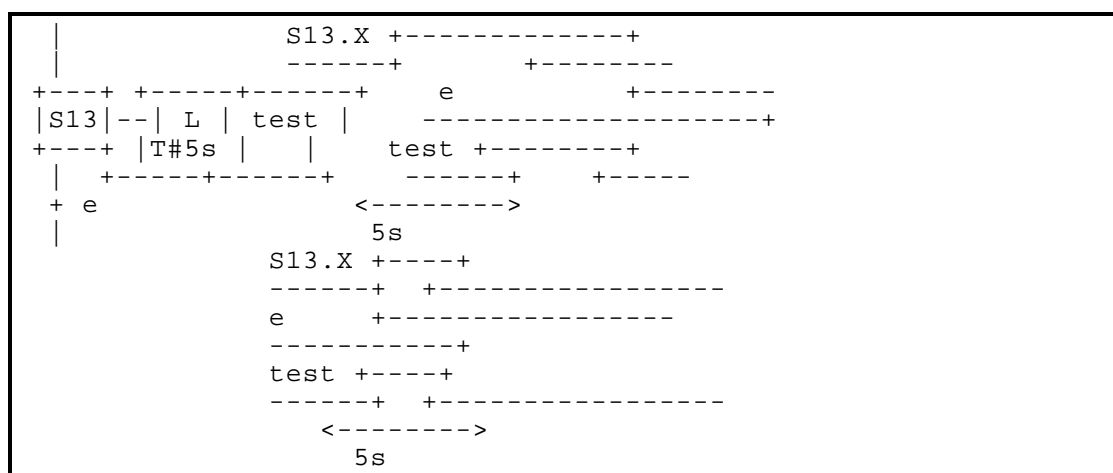 |                 S13.X +-------------+
|                 ------+        +--------
+---+ +-----+------+    e             +--------
|S13|--| L | test |    --------------------+
+---+ |T#5s |   |    test +--------+
|   +-----+------+    ------+    +-----
+ e                 <-------->
|                     5s
S13.X +----+
------+  +-----------------
e     +-----------------
-----------+
test +----+
------+  +-----------------
<-------->
5s